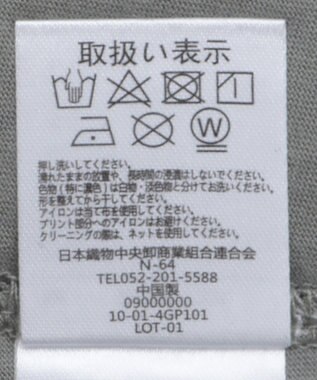 取扱い表示
W
押し洗いしてください。
濡れたままの放置や、長時間の浸漬はしないでください。
色物(特に濃色)は白物・淡色物と分けてお洗いください。
形を整えてから干してください。
アイロンは当て布を使用してください。
プリント部分へのアイロンはお避けください。
クリーニングの際は、ネットを使用してください。
日本織物中央卸商業組合連合会
N-64
TEL052-201-5588
中国製
09000000
10-01-4GP101
LOT-01